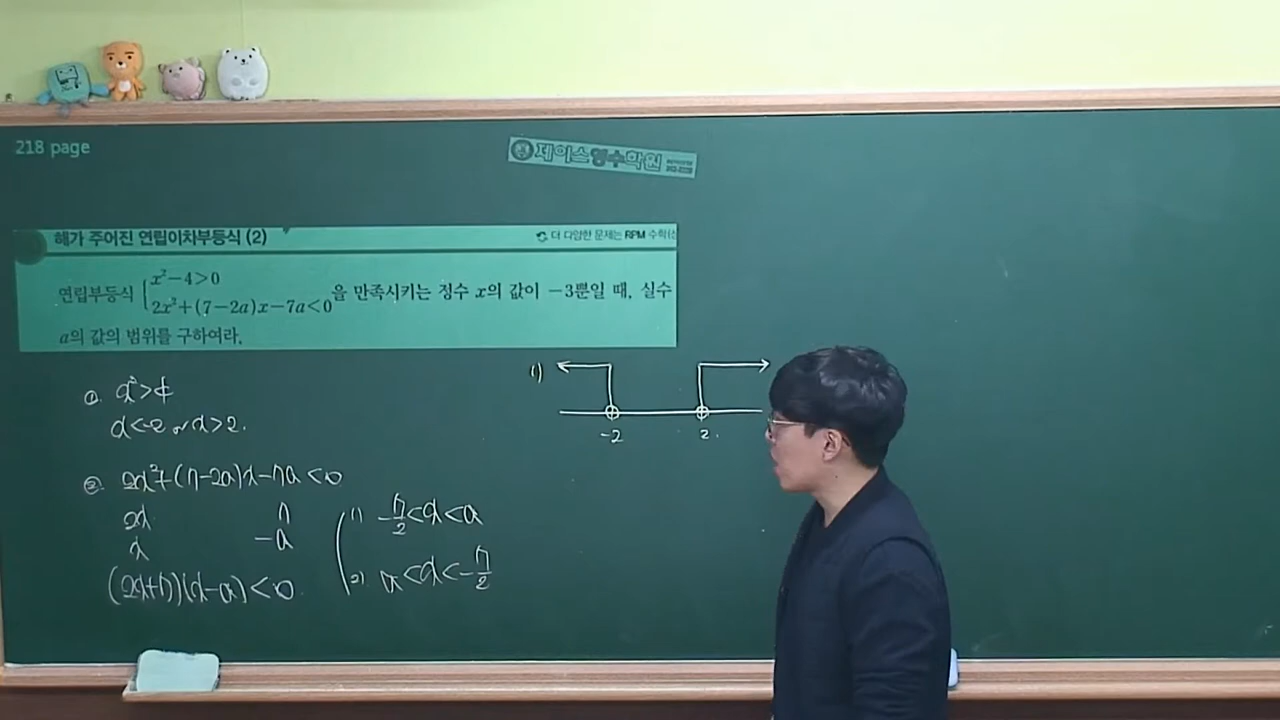 218 page
제이스영수학원
해가 주어진 연립이차부등식 (2)
더 다양한 문제는 RPM 수학(
연립부등식 { x²-4>0
2x²+(7-2a)x-7a<0 을 만족시키는 정수 x의 값이 -3뿐일 때, 실수
a의 값의 범위를 구하여라.
①. x²>4
x<-2 or x>2.
②. 2x²+(7-2a)x-7a<0
2x 7
x -a
(2x+7)(x-a)<0.
1) -7/2<x<a
2) a<x<-7/2
1)
-2 2.